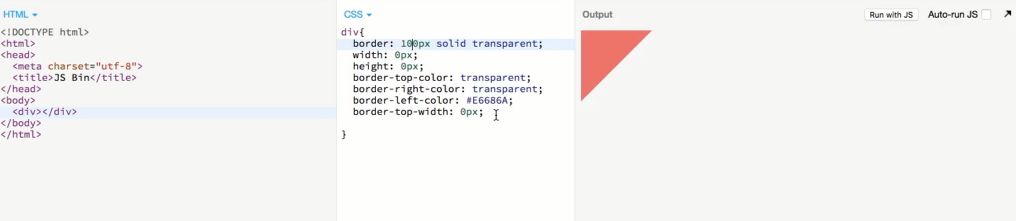 HTML
<!DOCTYPE html>
<html>
<head>
  <meta charset="utf-8">
  <title>JS Bin</title>
</head>
<body>
  <div></div>
</body>
</html>
CSS
div{
  border: 100px solid transparent;
  width: 0px;
  height: 0px;
  border-top-color: transparent;
  border-right-color: transparent;
  border-left-color: #E6686A;
  border-top-width: 0px;
}
Output
Run with JS
Auto-run JS